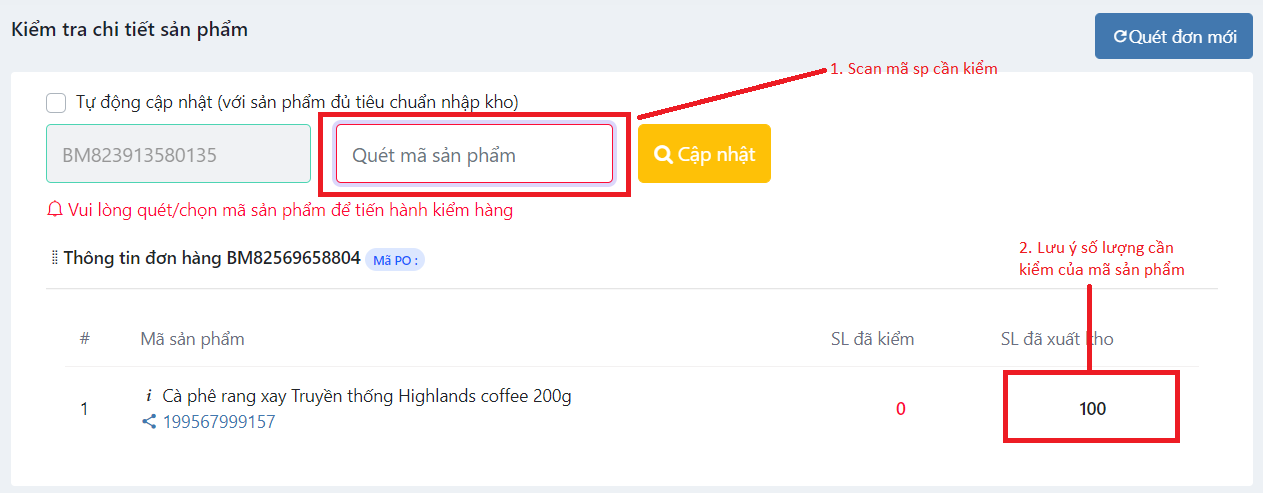 Kiểm tra chi tiết sản phẩm
Quét đơn mới
1. Scan mã sp cần kiểm
Tự động cập nhật (với sản phẩm đủ tiêu chuẩn nhập kho)
BM823913580135
Quét mã sản phẩm
Cập nhật
Vui lòng quét/chọn mã sản phẩm để tiến hành kiểm hàng
2. Lưu ý số lượng cần
kiểm của mã sản phẩm
Thông tin đơn hàng BM82569658804 Mã PO :
# Mã sản phẩm SL đã kiểm SL đã xuất kho
1 i Cà phê rang xay Truyền thống Highlands coffee 200g 0 100
199567999157